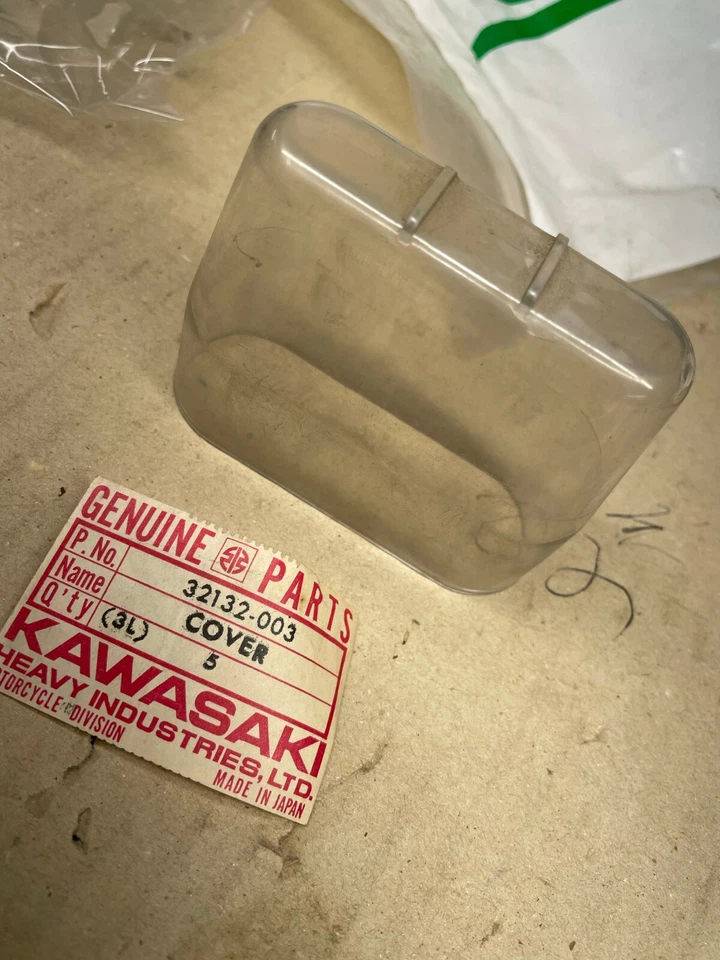 GENUINE PARTS
P. No. 32132-003
Name COVER
Q'ty (3L) 5
KAWASAKI
HEAVY INDUSTRIES, LTD.
MOTORCYCLE DIVISION
MADE IN JAPAN